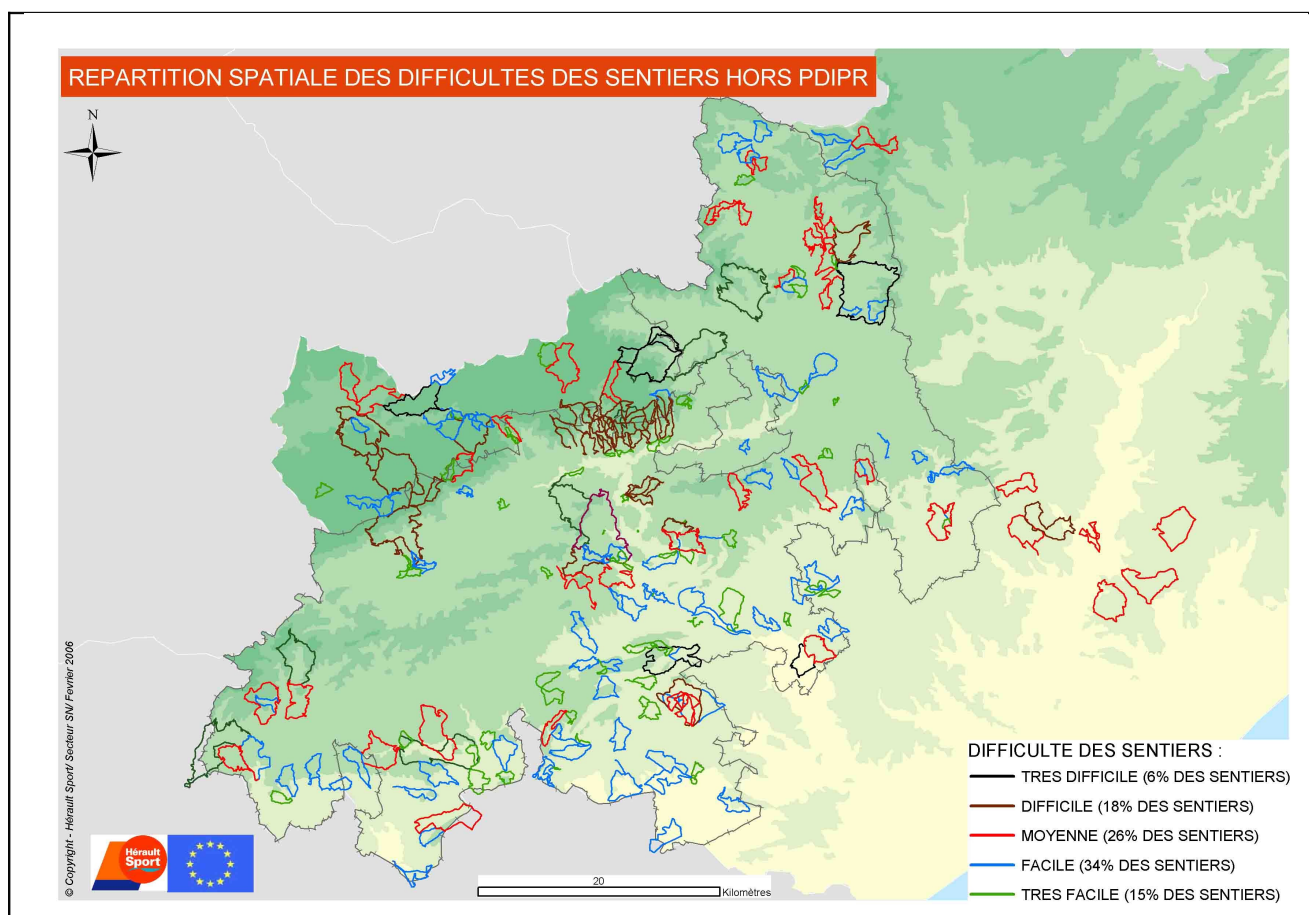 REPARTITION SPATIALE DES DIFFICULTES DES SENTIERS HORS PDIPR
N
© Copyright - Hérault Sport/ Secteur SN/ Fevrier 2006
DIFFICULTE DES SENTIERS :
TRES DIFFICILE (6% DES SENTIERS)
DIFFICILE (18% DES SENTIERS)
MOYENNE (26% DES SENTIERS)
FACILE (34% DES SENTIERS)
TRES FACILE (15% DES SENTIERS)
Hérault
Sport
20
Kilomètres